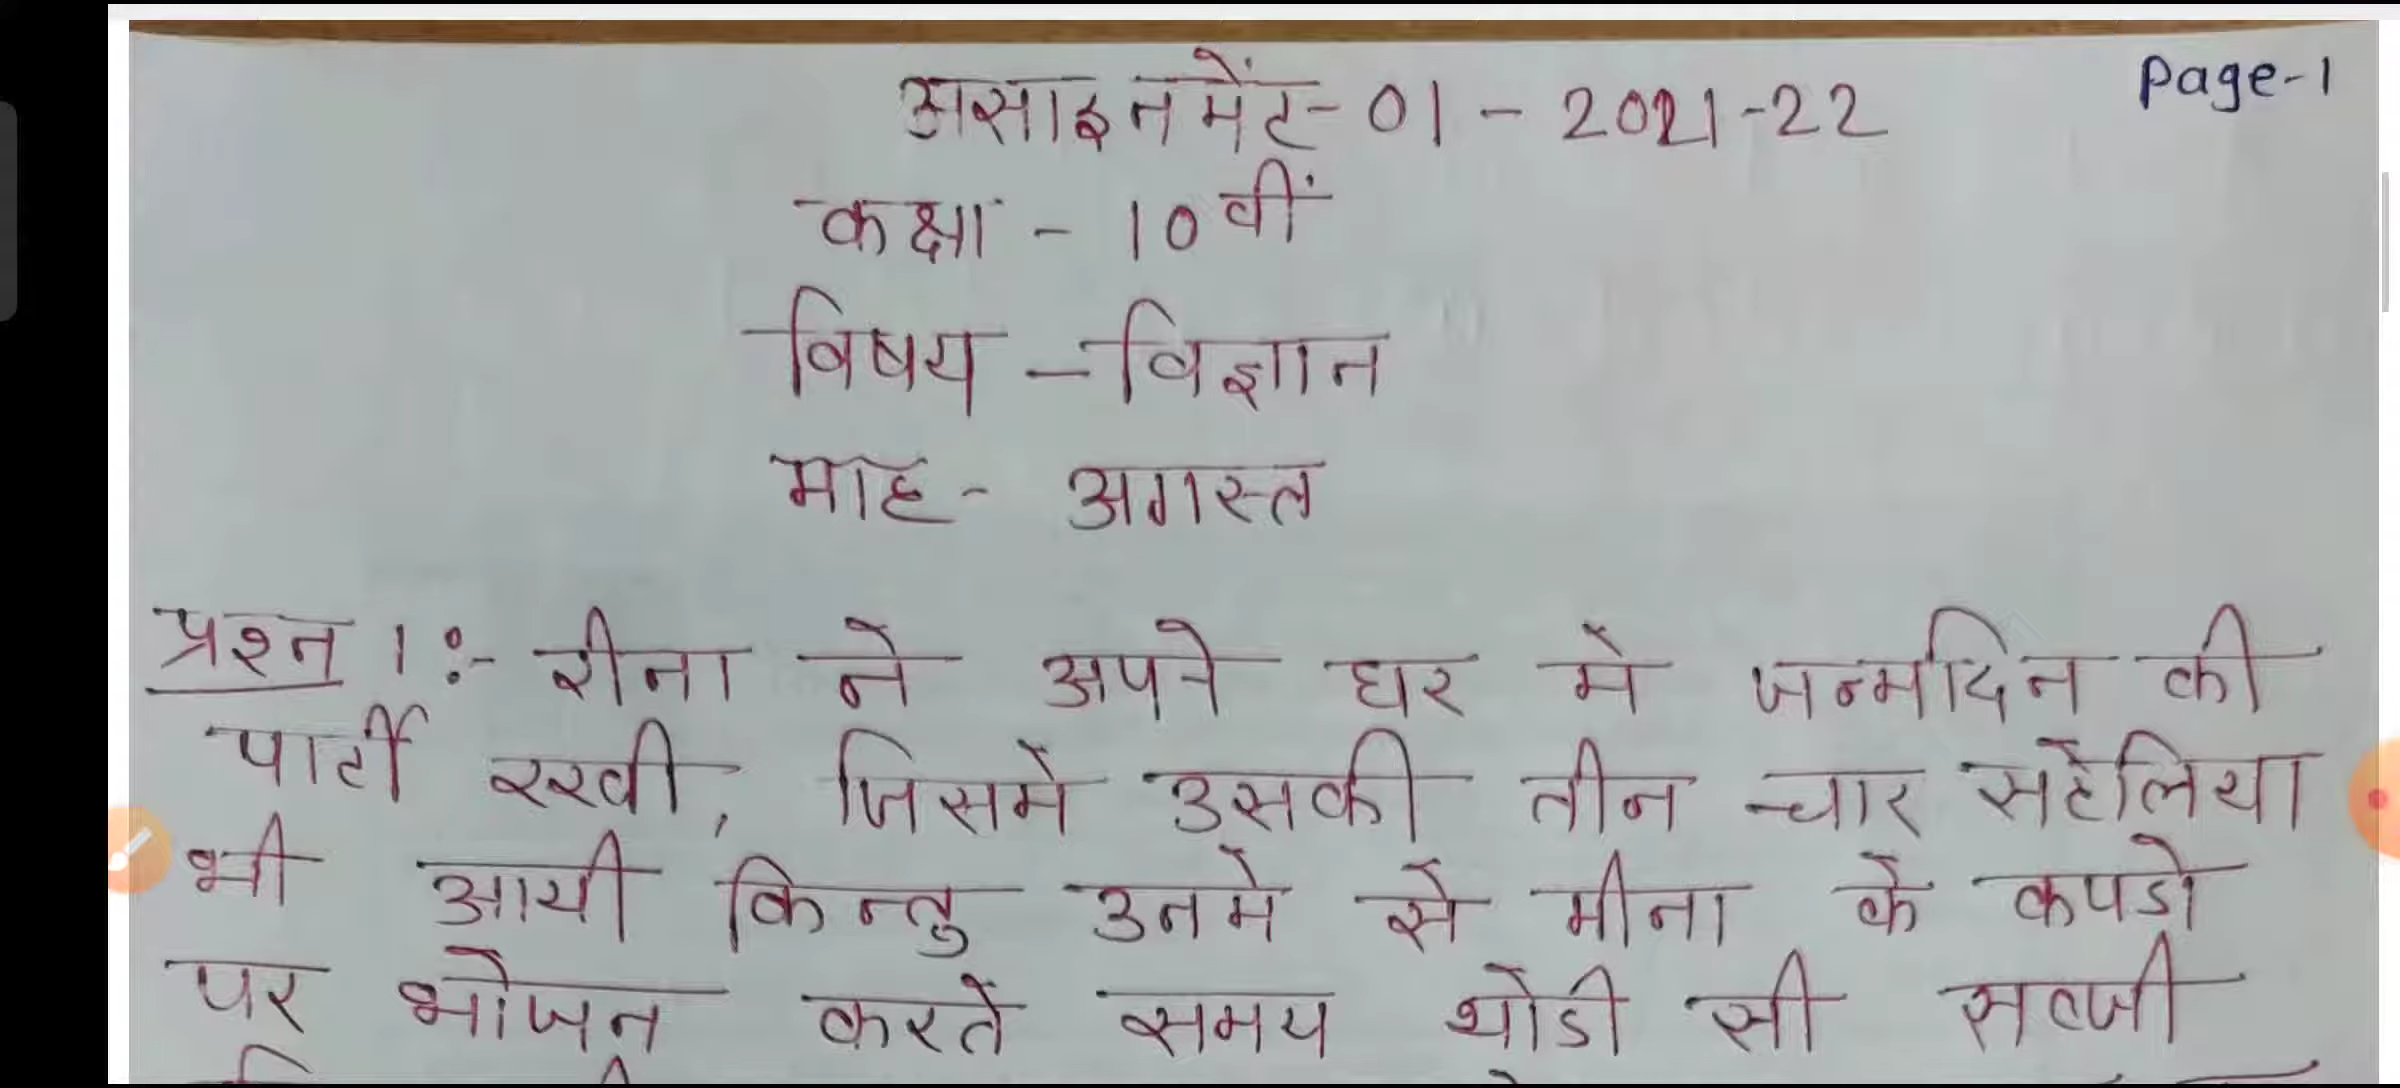 Page-1
असाइनमेंट-01-2021-22
कक्षा - 10वीं
विषय - विज्ञान
माह - अगस्त
प्रश्न 1:- रीना ने अपने घर मे जन्मदिन की
पार्टी रखी, जिसमे उसकी तीन चार सहेलिया
भी आयी किन्तु उनमे से मीना के कपडो
पर भोजन करते समय थोडी सी सब्जी